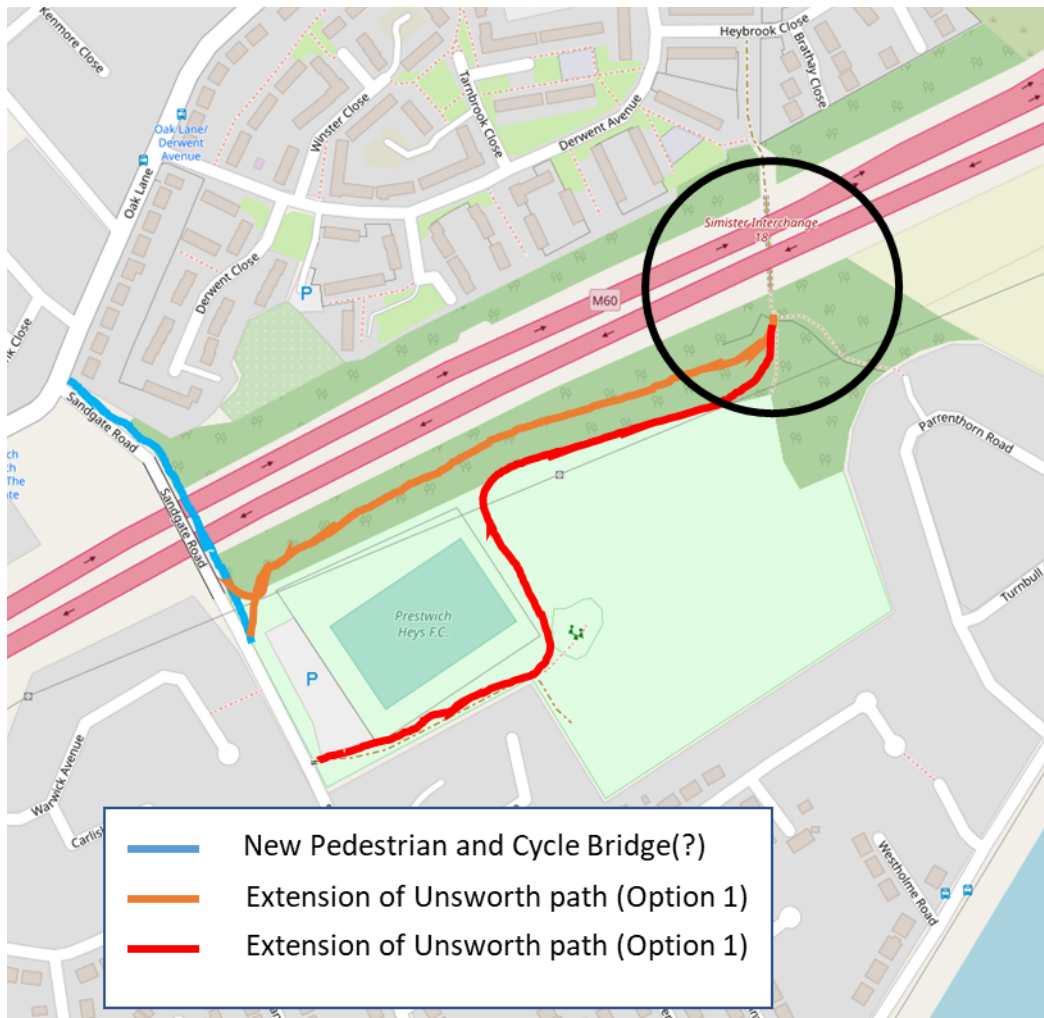 Kenmore Close
Heybrook Close
Brathay Close
Tarnbrook Close
Winster Close
Oak Lane/
Derwent
Avenue
Derwent Avenue
Oak Lane
Simister Interchange
18
Derwent Close
P
M60
Close
Sandgate Road
Parrenthorn Road
Sandgate Road
The
Turnbull
Prestwich
Heys F.C.
P
Warwick Avenue
Westholme Road
New Pedestrian and Cycle Bridge(?)
Extension of Unsworth path (Option 1)
Extension of Unsworth path (Option 1)